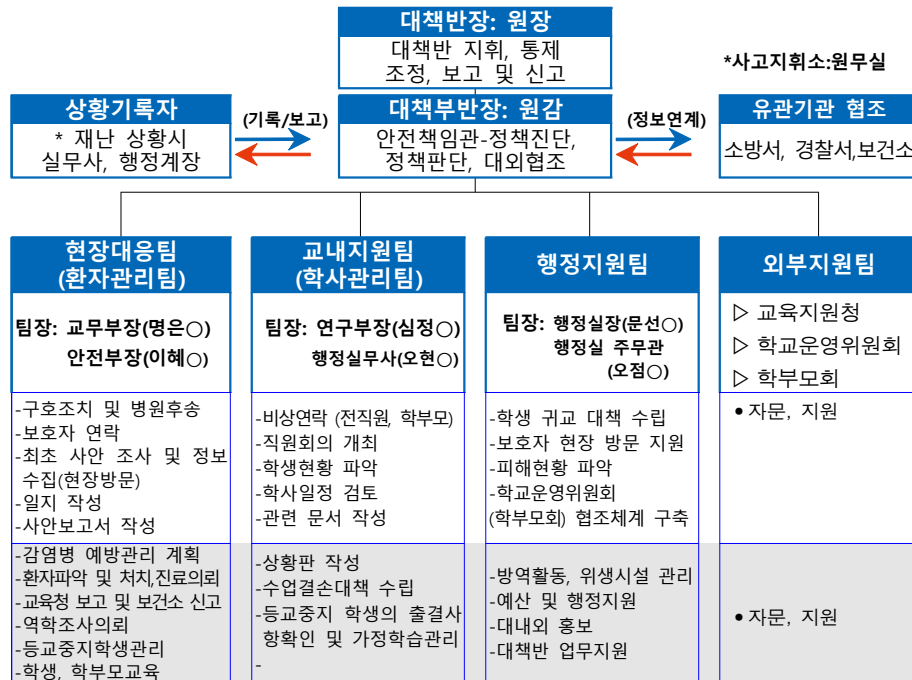 대책반장: 원장
대책반 지휘, 통제
조정, 보고 및 신고
*사고지휘소:원무실
상황기록자
* 재난 상황시
실무사, 행정계장
(기록/보고)
대책부반장: 원감
안전책임관-정책진단,
정책판단, 대외협조
(정보연계)
유관기관 협조
소방서, 경찰서,보건소
현장대응팀
(환자관리팀)
팀장: 교무부장(명은○)
안전부장(이혜○)
-구호조치 및 병원후송
-보호자 연락
-최초 사안 조사 및 정보
수집(현장방문)
-일지 작성
-사안보고서 작성
-감염병 예방관리 계획
-환자파악 및 처치,진료의뢰
-교육청 보고 및 보건소 신고
-역학조사의뢰
-등교중지학생관리
-학생, 학부모교육
교내지원팀
(학사관리팀)
팀장: 연구부장(심정○)
행정실무사(오현○)
-비상연락 (전직원, 학부모)
-직원회의 개최
-학생현황 파악
-학사일정 검토
-관련 문서 작성
-상황판 작성
-수업결손대책 수립
-등교중지 학생의 출결사
항확인 및 가정학습관리
-
행정지원팀
팀장: 행정실장(문선○)
행정실 주무관
(오점○)
-학생 귀교 대책 수립
-보호자 현장 방문 지원
-피해현황 파악
-학교운영위원회
(학부모회) 협조체계 구축
-방역활동, 위생시설 관리
-예산 및 행정지원
-대내외 홍보
-대책반 업무지원
외부지원팀
▷ 교육지원청
▷ 학교운영위원회
▷ 학부모회
• 자문, 지원
• 자문, 지원